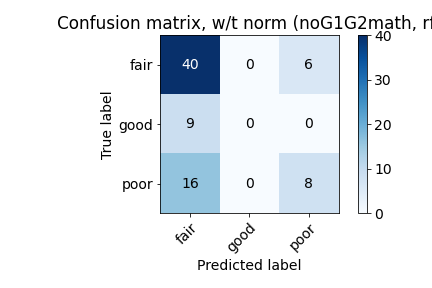 Confusion matrix, w/t norm (noG1G2math, rf
True label
fair
good
poor
40 0 6
9 0 0
16 0 8
fair good poor
Predicted label
40
30
20
10
0